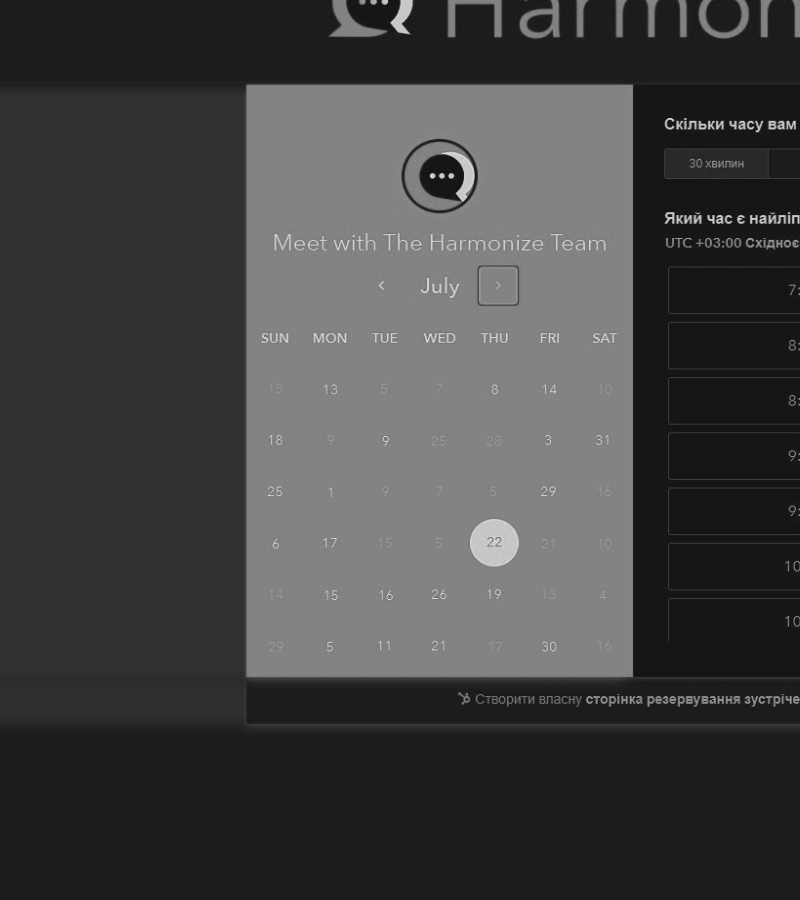 Harmon
Скільки часу вам
30 хвилин
Який час є найліп
UTC +03:00 Східноє
Meet with The Harmonize Team
July
SUN MON TUE WED THU FRI SAT
13 13 5 7 8 14 10
18 9 9 25 28 3 31
25 1 9 7 5 29 16
6 17 15 5 22 21 10
14 15 16 26 19 13 4
29 5 11 21 17 30 16
7:
8:
8:
9:
9:
10
10
Створити власну сторінка резервування зустріче